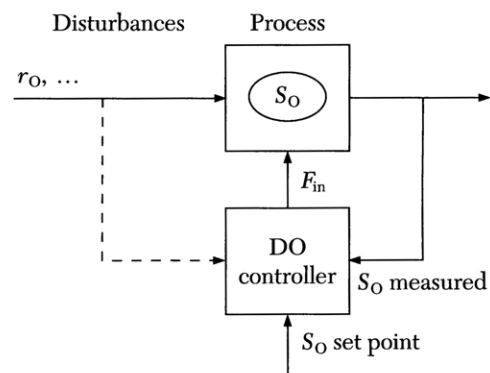 Disturbances
Process
r_O, ...
S_O
F_in
DO
controller
S_O measured
S_O set point